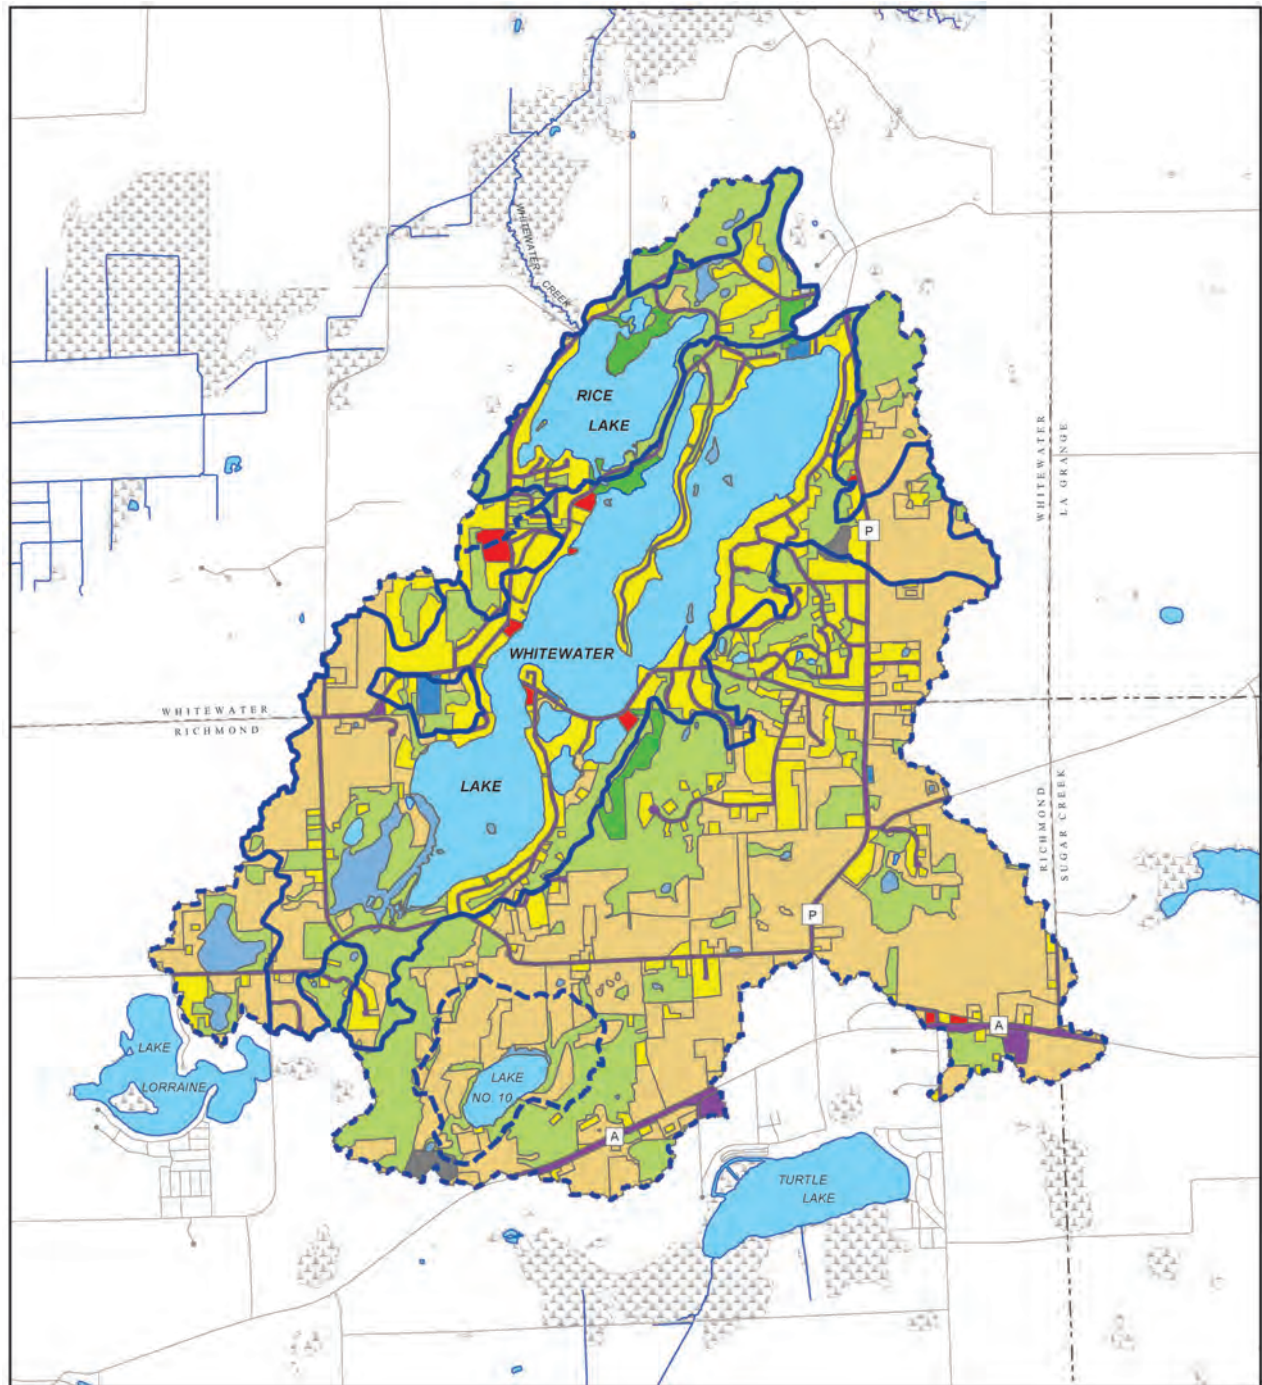 WHITEWATER
CREEK
RICE
LAKE
WHITEWATER
LA GRANGE
P
WHITEWATER
WHITEWATER
RICHMOND
LAKE
RICHMOND
SUGAR CREEK
P
A
LAKE
LORRAINE
LAKE
NO. 10
A
TURTLE
LAKE